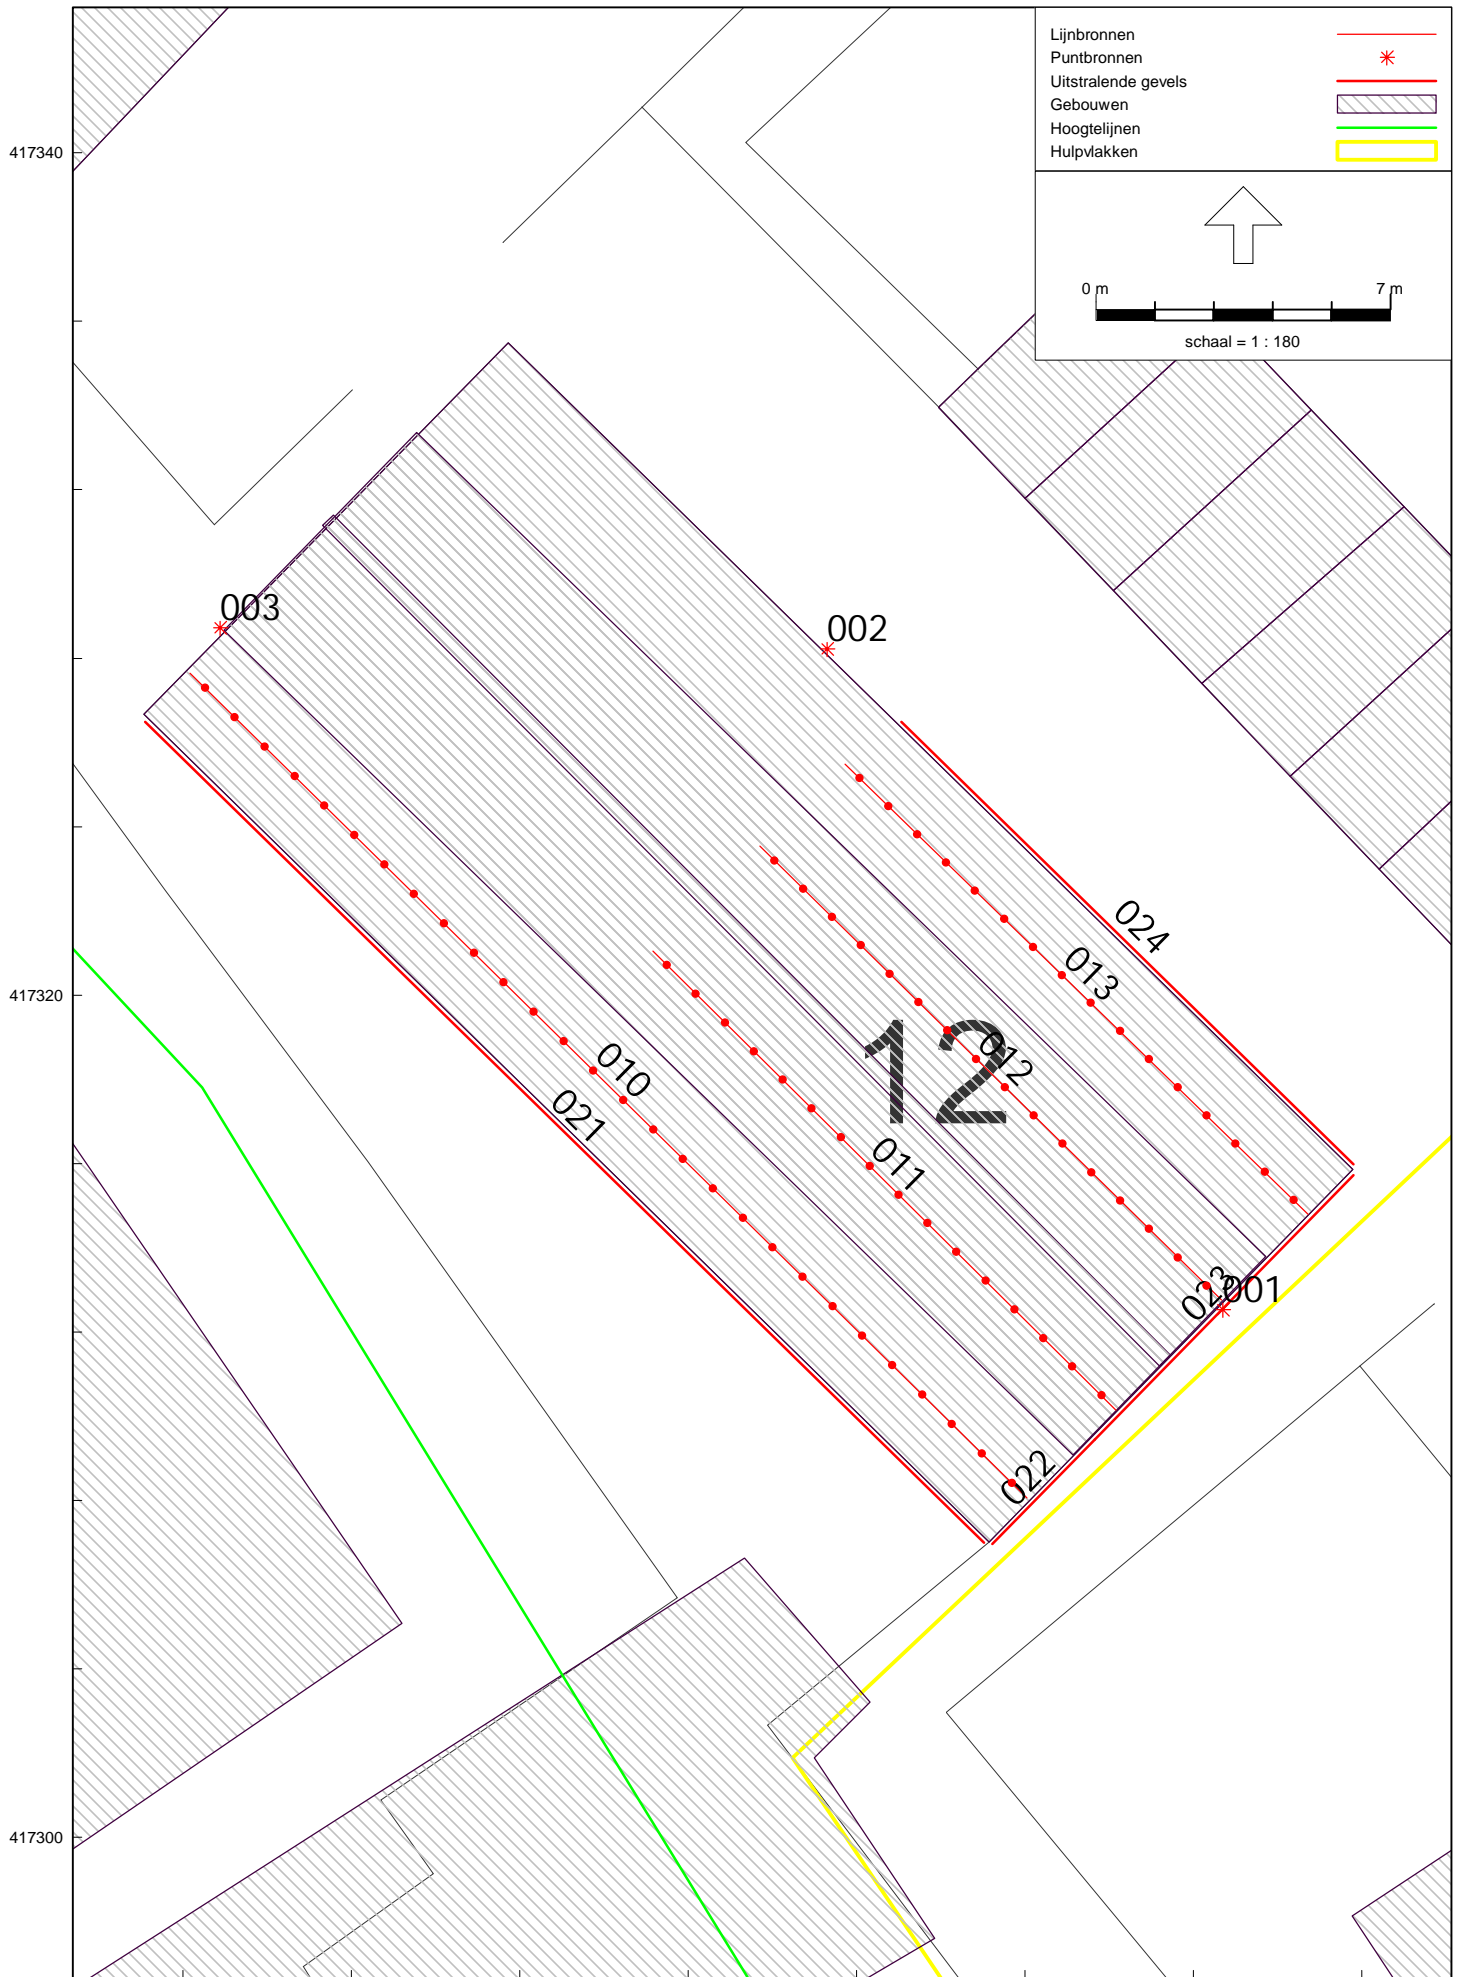 Lijnbronnen
Puntbronnen
Uitstralende gevels
Gebouwen
Hoogtelijnen
Hulpvlakken
0 m 7 m
schaal = 1 : 180
417340
003
002
024
013
417320
12
012
010
021
011
023
001
022
417300